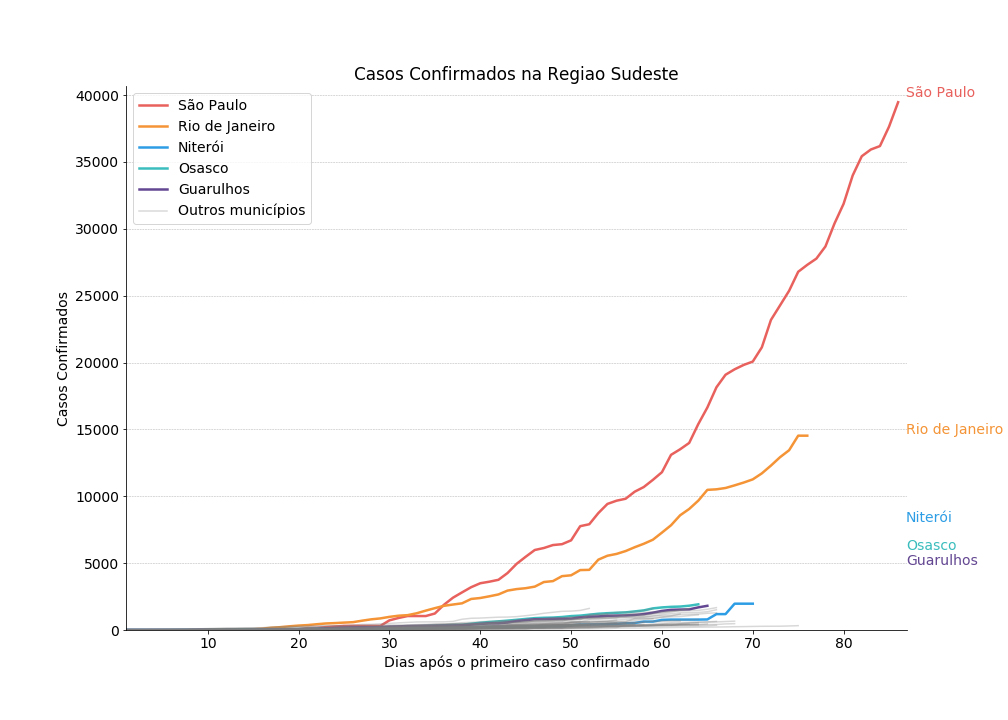 Casos Confirmados na Regiao Sudeste
São Paulo
Rio de Janeiro
Niterói
Osasco
Guarulhos
Outros municípios
40000
35000
30000
25000
20000
15000
10000
5000
0
Casos Confirmados
10
20
30
40
50
60
70
80
Dias após o primeiro caso confirmado
São Paulo
Rio de Janeiro
Niterói
Osasco
Guarulhos